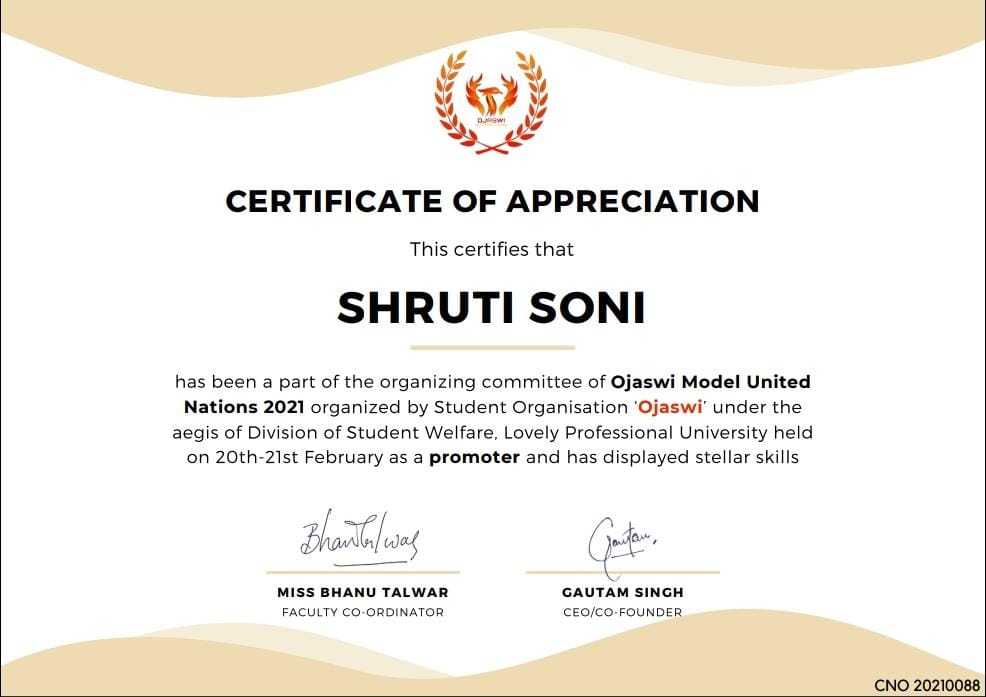 OJASWI
CERTIFICATE OF APPRECIATION
This certifies that
SHRUTI SONI
has been a part of the organizing committee of Ojaswi Model United
Nations 2021 organized by Student Organisation 'Ojaswi' under the
aegis of Division of Student Welfare, Lovely Professional University held
on 20th-21st February as a promoter and has displayed stellar skills
Bhanu Talwar
Gautam.
MISS BHANU TALWAR
GAUTAM SINGH
FACULTY CO-ORDINATOR
CEO/CO-FOUNDER
CNO 20210088